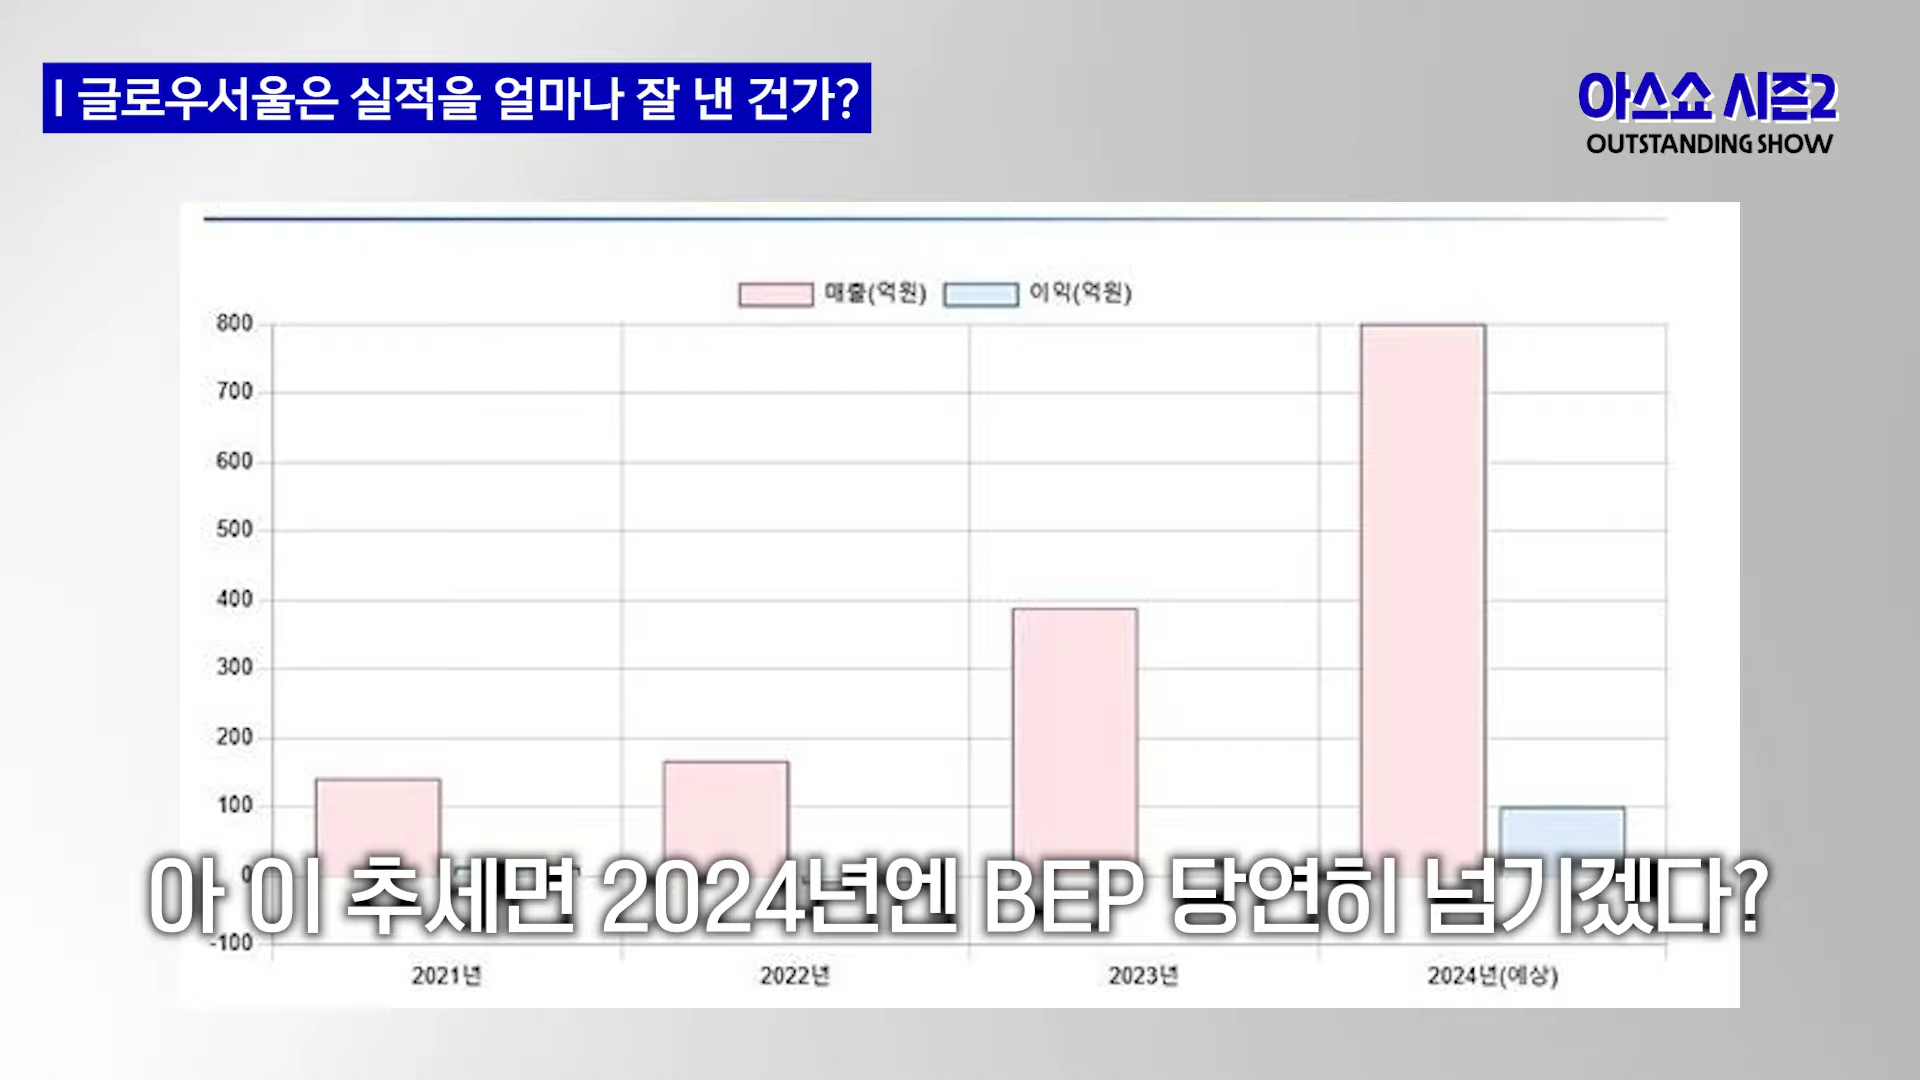 | 글로우서울은 실적을 얼마나 잘 낸 건가?
아스쇼 시즌2
OUTSTANDING SHOW
매출(억원) 이익(억원)
800
700
600
500
400
300
200
100
0
-100
아 이 추세면 2024년엔 BEP 당연히 넘기겠다?
2021년 2022년 2023년 2024년(예상)